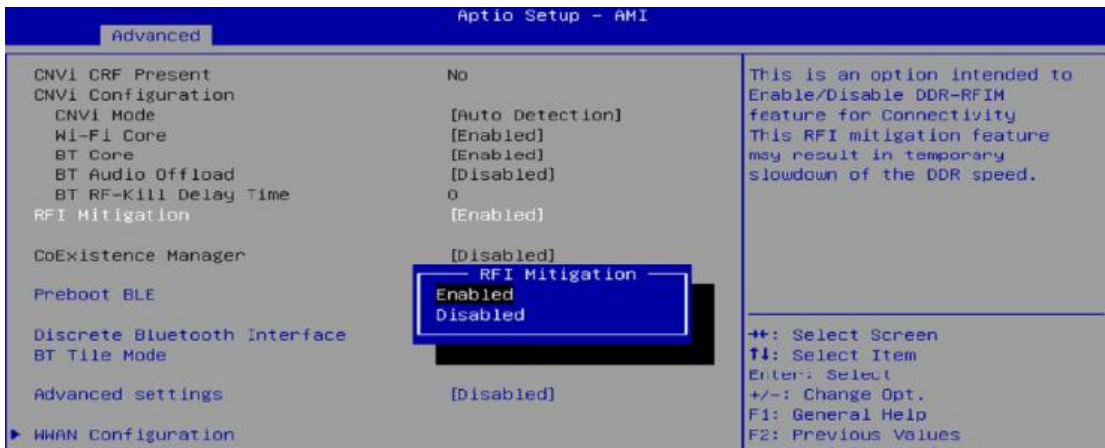 Aptio Setup - AMI
Advanced
CNVi CRF Present No
CNVi Configuration
CNVi Mode [Auto Detection]
Wi-Fi Core [Enabled]
BT Core [Enabled]
BT Audio Offload [Disabled]
BT RF-Kill Delay Time 0
RFI Mitigation [Enabled]
CoExistence Manager [Disabled]
Preboot BLE
Discrete Bluetooth Interface
BT Tile Mode
Advanced settings [Disabled]
WWAN Configuration
RFI Mitigation
Enabled
Disabled
This is an option intended to
Enable/Disable DDR-RFIM
feature for Connectivity
This RFI mitigation feature
may result in temporary
slowdown of the DDR speed.
→←: Select Screen
↑↓: Select Item
Enter: Select
+/-: Change Opt.
F1: General Help
F2: Previous Values